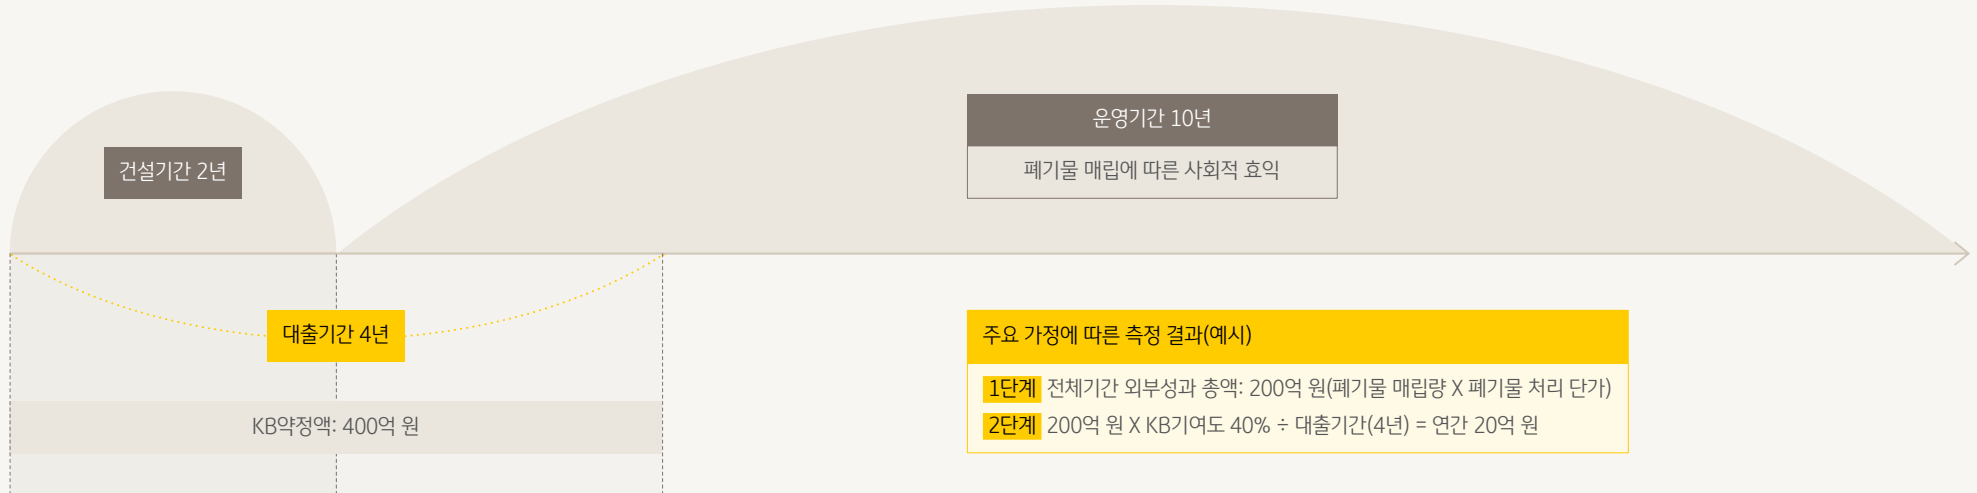 운영기간 10년
폐기물 매립에 따른 사회적 효익
건설기간 2년
대출기간 4년
KB약정액: 400억 원
주요 가정에 따른 측정 결과(예시)
1단계 전체기간 외부성과 총액: 200억 원(폐기물 매립량 X 폐기물 처리 단가)
2단계 200억 원 X KB기여도 40% ÷ 대출기간(4년) = 연간 20억 원